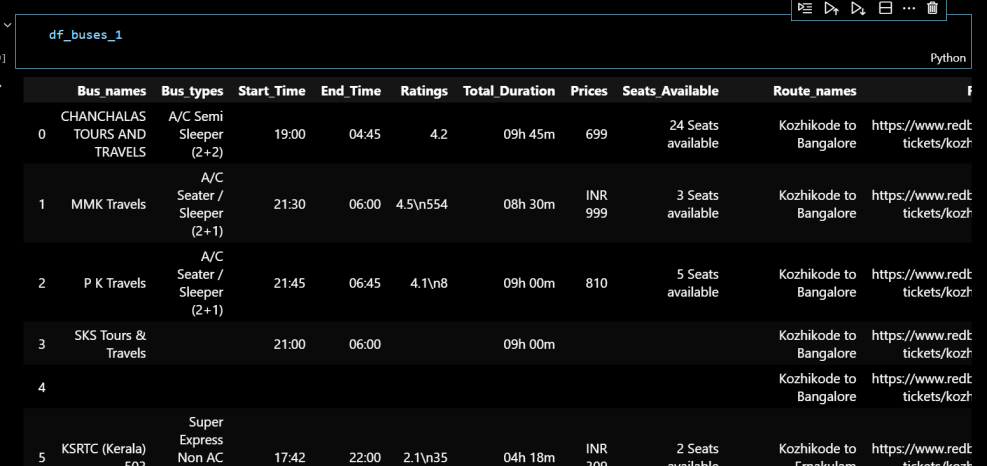 df_buses_1
]
Python
Bus_names Bus_types Start_Time End_Time Ratings Total_Duration Prices Seats_Available Route_names
0 CHANCHALAS TOURS AND TRAVELS A/C Semi Sleeper (2+2) 19:00 04:45 4.2 09h 45m 699 24 Seats available Kozhikode to Bangalore https://www.redb tickets/kozh
1 MMK Travels A/C Seater / Sleeper (2+1) 21:30 06:00 4.5\n554 08h 30m INR 999 3 Seats available Kozhikode to Bangalore https://www.redb tickets/kozh
2 P K Travels A/C Seater / Sleeper (2+1) 21:45 06:45 4.1\n8 09h 00m 810 5 Seats available Kozhikode to Bangalore https://www.redb tickets/kozh
3 SKS Tours & Travels 21:00 06:00 09h 00m Kozhikode to Bangalore https://www.redb tickets/kozh
4 Kozhikode to Bangalore https://www.redb tickets/kozh
5 KSRTC (Kerala) Super Express Non AC 17:42 22:00 2.1\n35 04h 18m INR 2 Seats Kozhikode to https://www.redb tickets/kozh